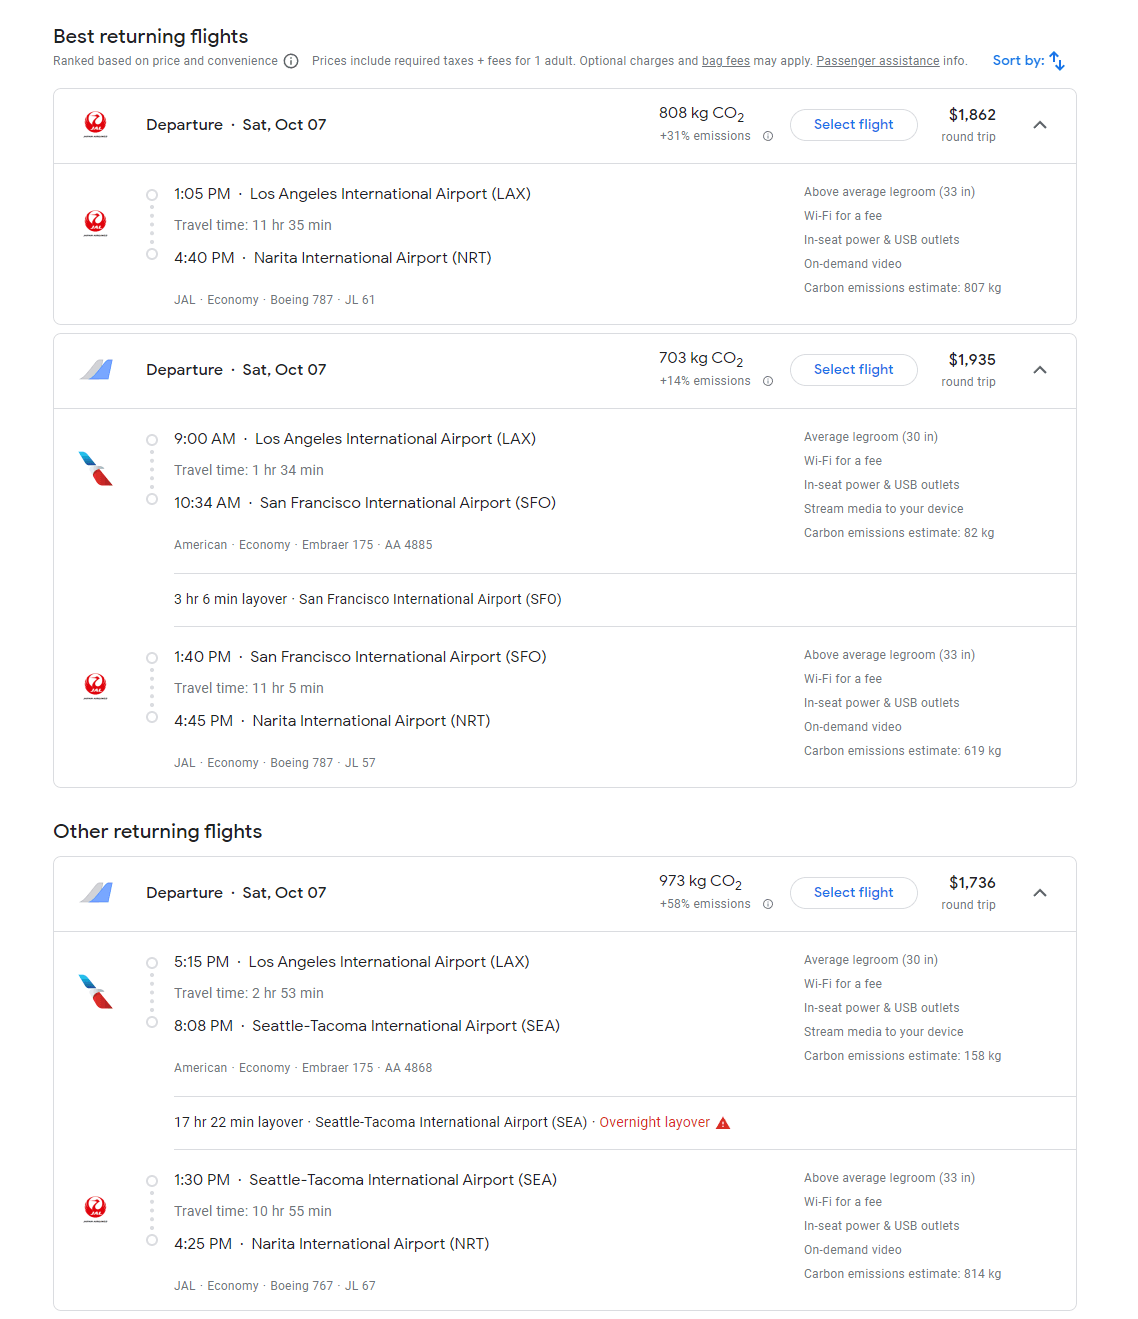 Best returning flights
Ranked based on price and convenience Prices include required taxes + fees for 1 adult. Optional charges and bag fees may apply. Passenger assistance info. Sort by:
JAL
JAPAN AIRLINES
Departure · Sat, Oct 07
808 kg CO2
+31% emissions
Select flight
$1,862
round trip
JAL
JAPAN AIRLINES
1:05 PM · Los Angeles International Airport (LAX)
Travel time: 11 hr 35 min
4:40 PM · Narita International Airport (NRT)
JAL · Economy · Boeing 787 · JL 61
Above average legroom (33 in)
Wi-Fi for a fee
In-seat power & USB outlets
On-demand video
Carbon emissions estimate: 807 kg
Departure · Sat, Oct 07
703 kg CO2
+14% emissions
Select flight
$1,935
round trip
9:00 AM · Los Angeles International Airport (LAX)
Travel time: 1 hr 34 min
10:34 AM · San Francisco International Airport (SFO)
American · Economy · Embraer 175 · AA 4885
Average legroom (30 in)
Wi-Fi for a fee
In-seat power & USB outlets
Stream media to your device
Carbon emissions estimate: 82 kg
3 hr 6 min layover · San Francisco International Airport (SFO)
JAL
JAPAN AIRLINES
1:40 PM · San Francisco International Airport (SFO)
Travel time: 11 hr 5 min
4:45 PM · Narita International Airport (NRT)
JAL · Economy · Boeing 787 · JL 57
Above average legroom (33 in)
Wi-Fi for a fee
In-seat power & USB outlets
On-demand video
Carbon emissions estimate: 619 kg
Other returning flights
Departure · Sat, Oct 07
973 kg CO2
+58% emissions
Select flight
$1,736
round trip
5:15 PM · Los Angeles International Airport (LAX)
Travel time: 2 hr 53 min
8:08 PM · Seattle-Tacoma International Airport (SEA)
American · Economy · Embraer 175 · AA 4868
Average legroom (30 in)
Wi-Fi for a fee
In-seat power & USB outlets
Stream media to your device
Carbon emissions estimate: 158 kg
17 hr 22 min layover · Seattle-Tacoma International Airport (SEA) · Overnight layover
JAL
JAPAN AIRLINES
1:30 PM · Seattle-Tacoma International Airport (SEA)
Travel time: 10 hr 55 min
4:25 PM · Narita International Airport (NRT)
JAL · Economy · Boeing 767 · JL 67
Above average legroom (33 in)
Wi-Fi for a fee
In-seat power & USB outlets
On-demand video
Carbon emissions estimate: 814 kg